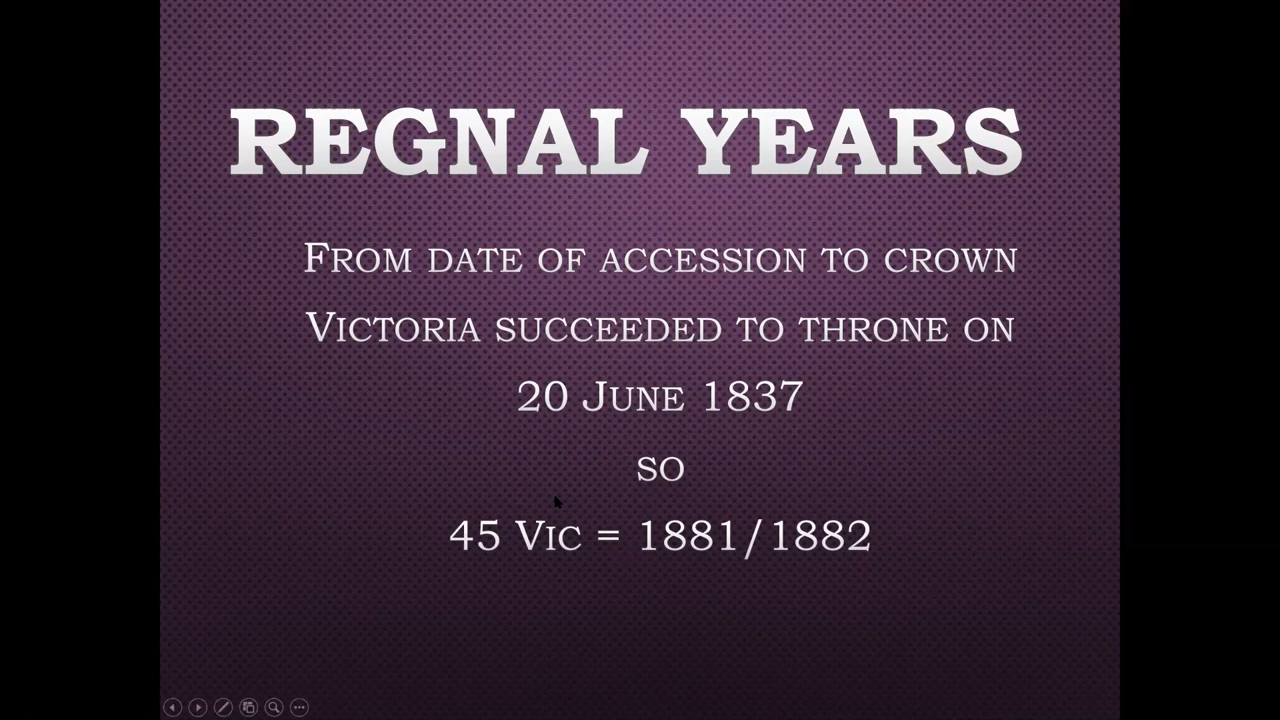 REGNAL YEARS
FROM DATE OF ACCESSION TO CROWN
VICTORIA SUCCEEDED TO THRONE ON
20 JUNE 1837
SO
45 VIC = 1881/1882